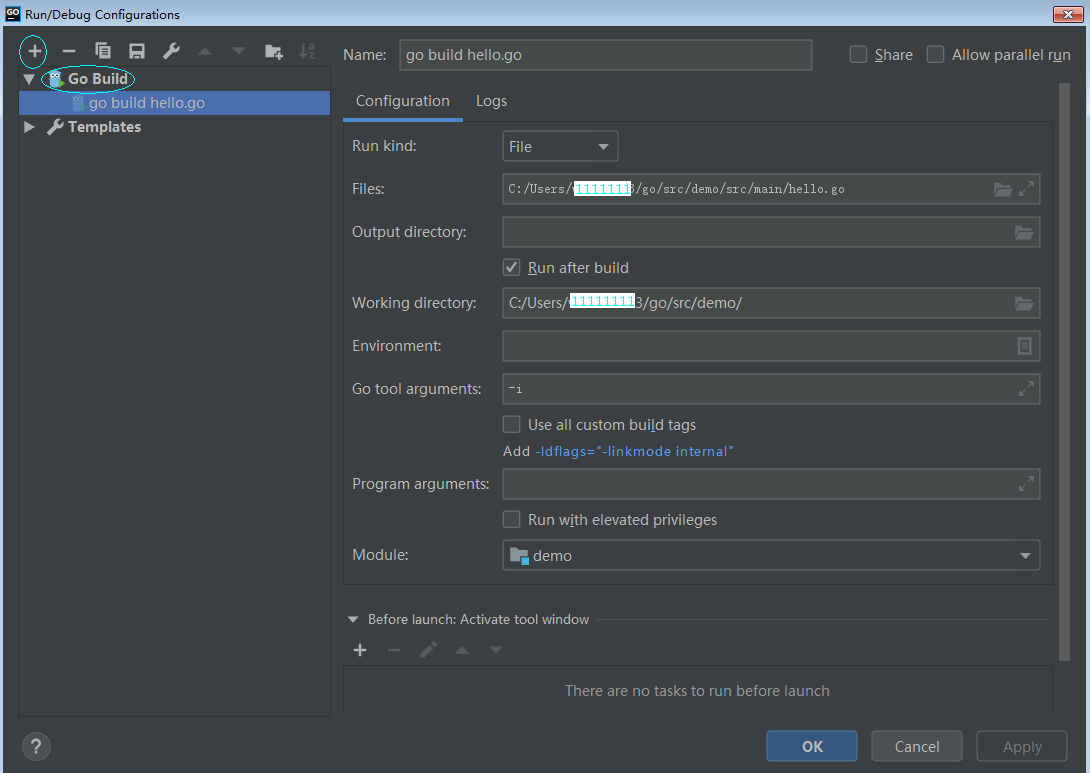 GO Run/Debug Configurations
Name: go build hello.go Share Allow parallel run
Go Build
go build hello.go
Templates
Configuration Logs
Run kind: File
Files: C:/Users/11111113/go/src/demo/src/main/hello.go
Output directory:
Run after build
Working directory: C:/Users/111111113/go/src/demo/
Environment:
Go tool arguments: -i
Use all custom build tags
Add -ldflags="-linkmode internal"
Program arguments:
Run with elevated privileges
Module: demo
Before launch: Activate tool window
There are no tasks to run before launch
? OK Cancel Apply